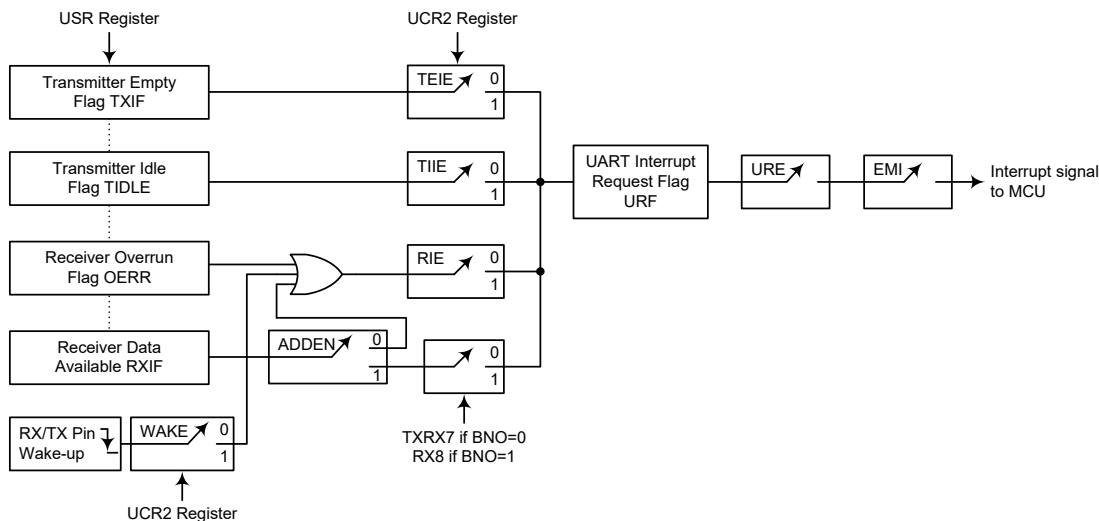 USR Register
UCR2 Register
Transmitter Empty
Flag TXIF
TEIE
0
1
Transmitter Idle
Flag TIDLE
TIIE
0
1
UART Interrupt
Request Flag
URF
URE
EMI
Interrupt signal
to MCU
Receiver Overrun
Flag OERR
RIE
0
1
Receiver Data
Available RXIF
ADDEN
0
1
0
1
RX/TX Pin
Wake-up
WAKE
0
1
TXRX7 if BNO=0
RX8 if BNO=1
UCR2 Register